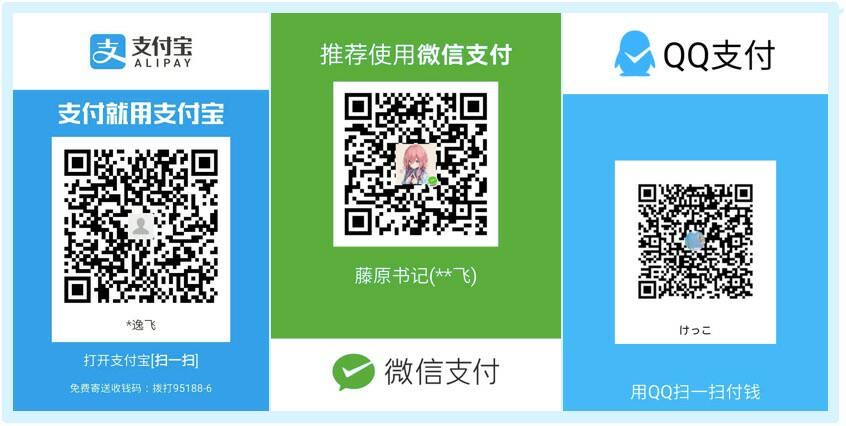 支付宝
ALIPAY
支付就用支付宝
*逸飞
打开支付宝[扫一扫]
免费寄送收钱码：拨打95188-6
推荐使用微信支付
藤原书记(**飞)
微信支付
QQ支付
けっこ
用QQ扫一扫付钱